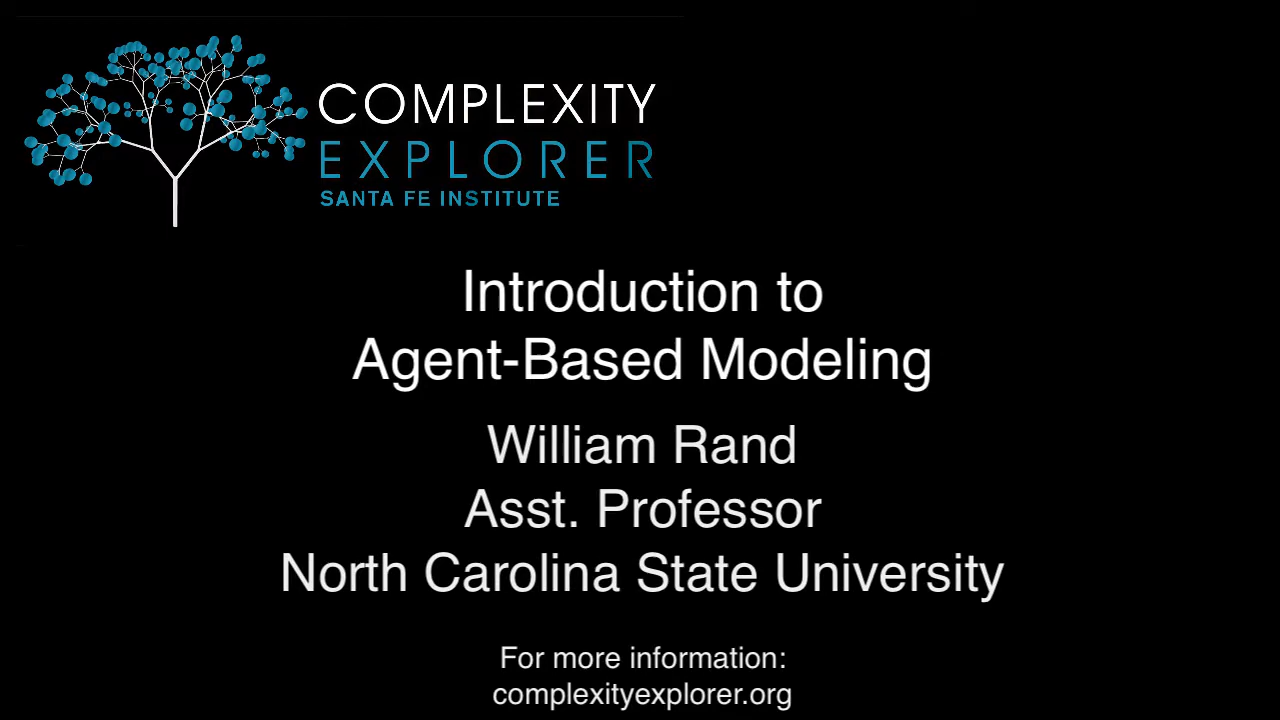 COMPLEXITY
EXPLORER
SANTA FE INSTITUTE
Introduction to
Agent-Based Modeling
William Rand
Asst. Professor
North Carolina State University
For more information:
complexityexplorer.org